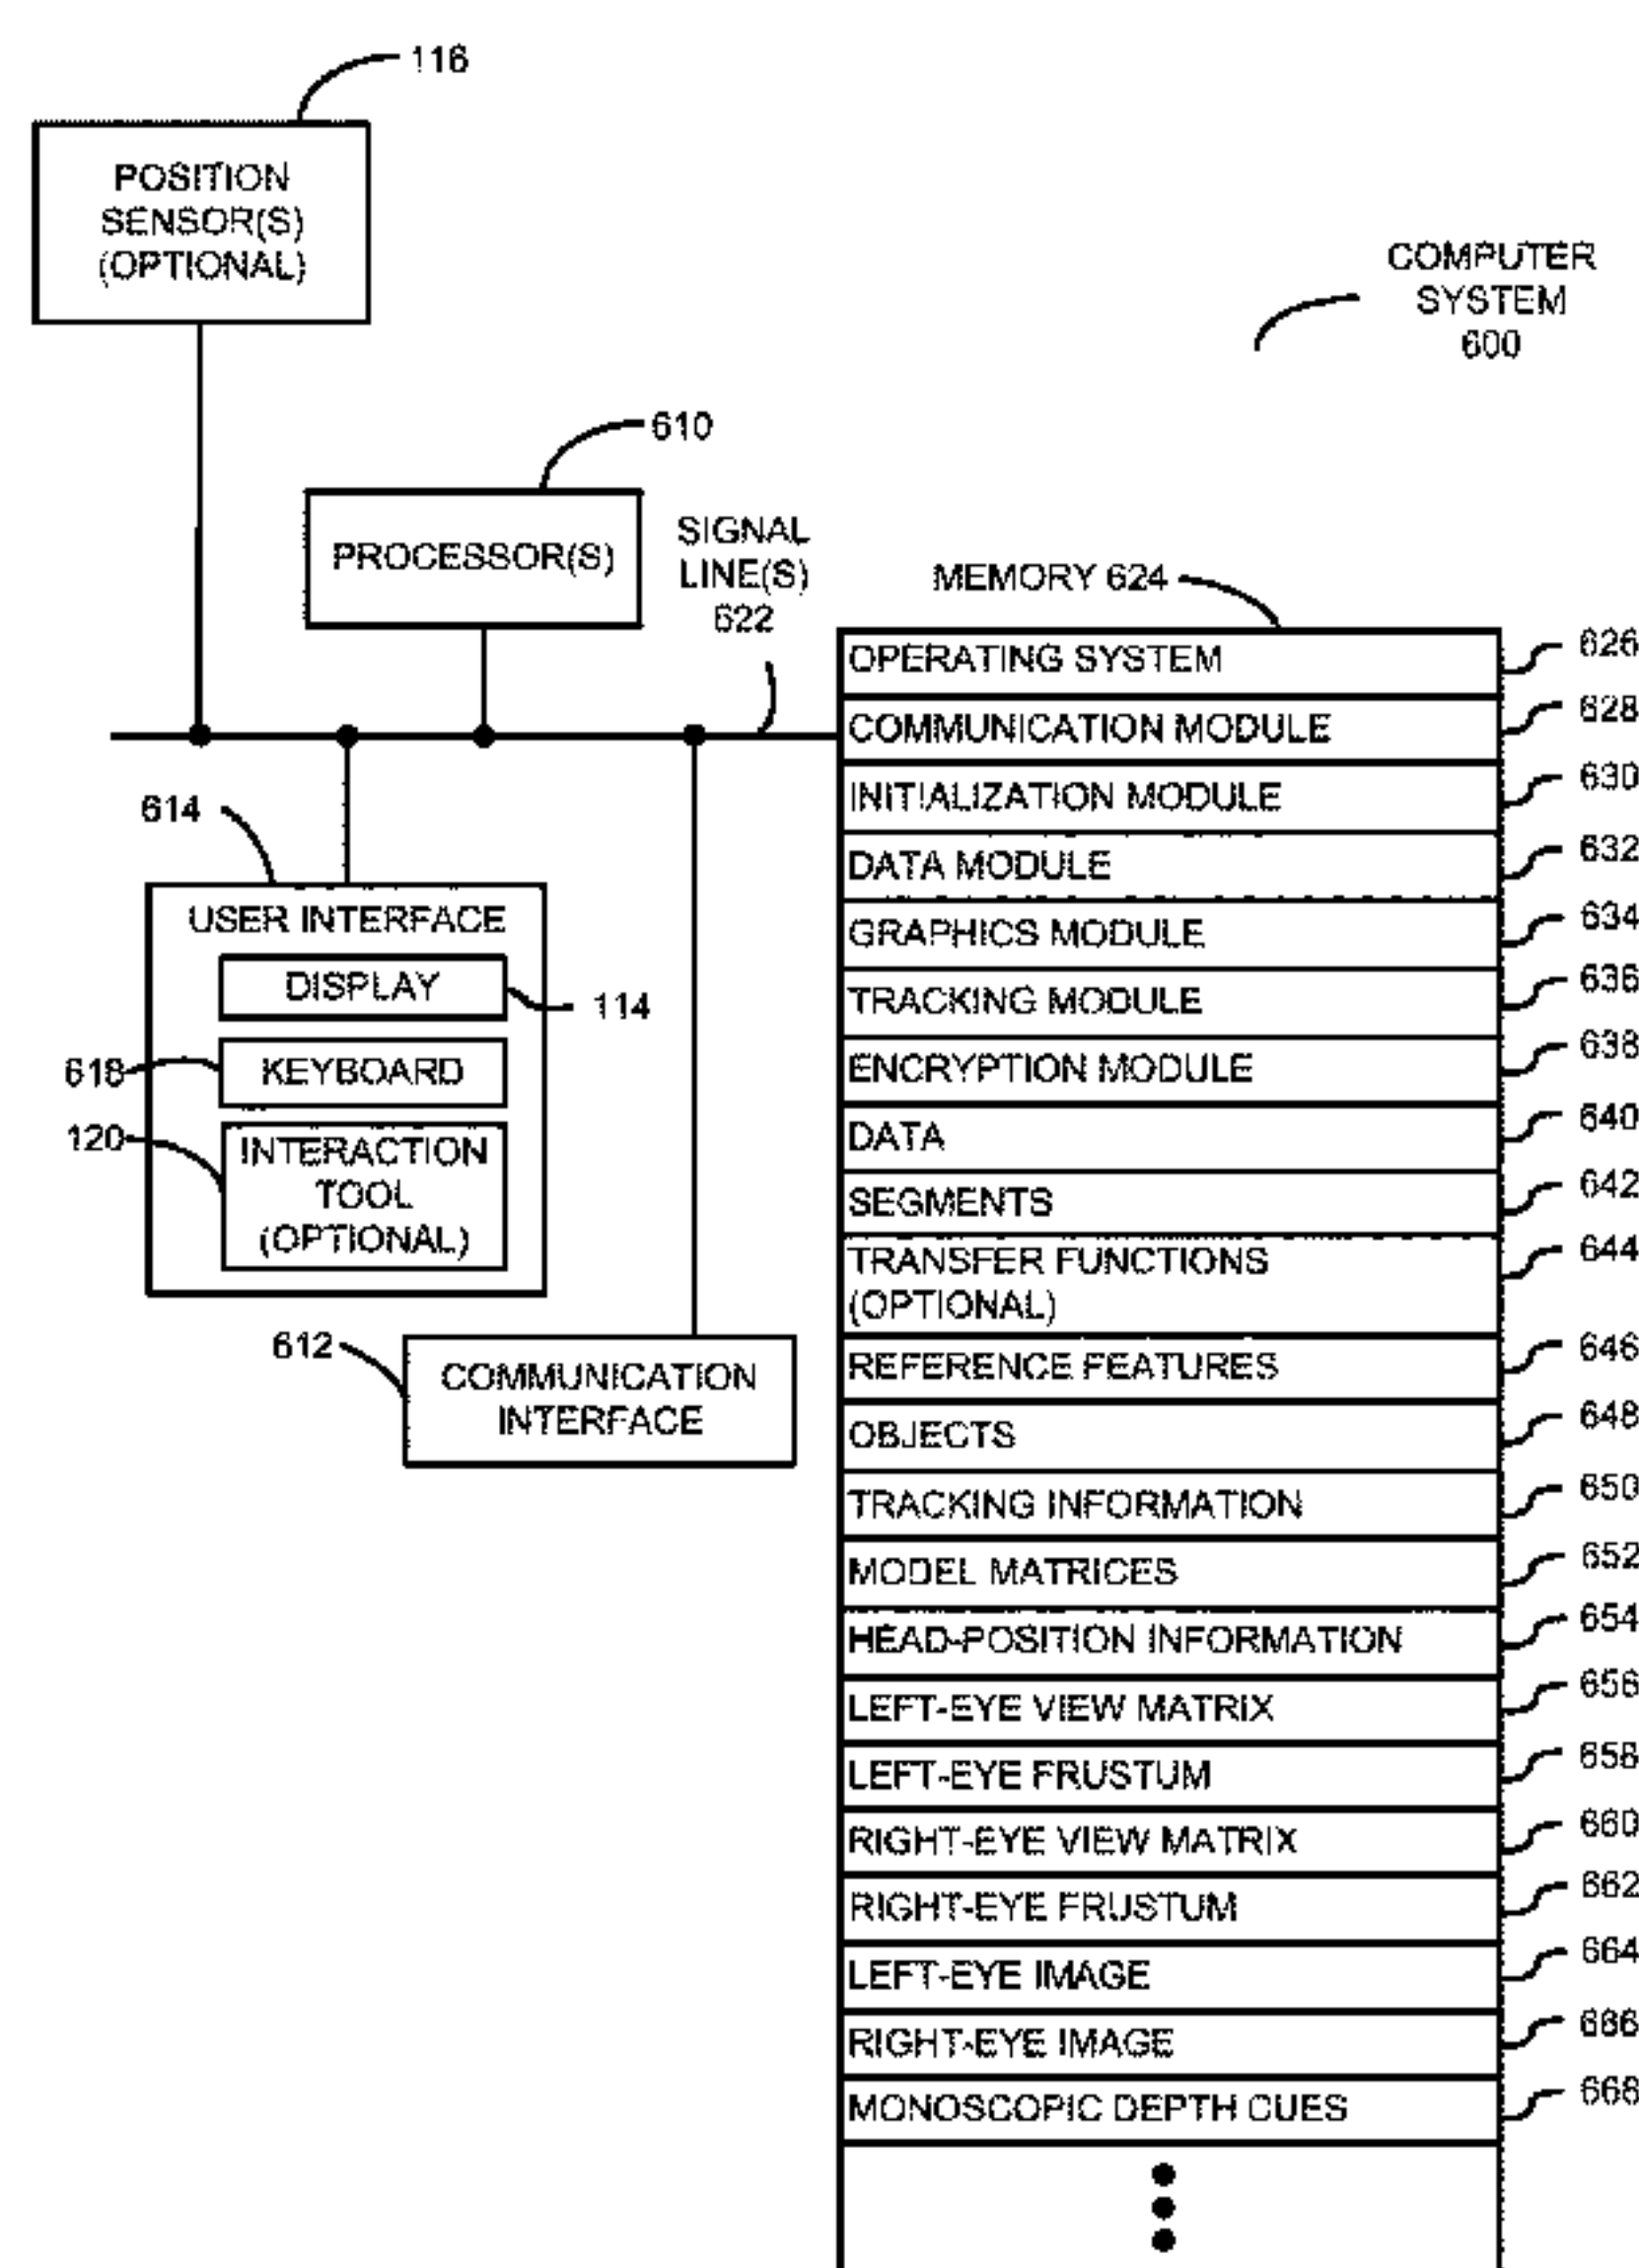 116
POSITION
SENSOR(S)
(OPTIONAL)
COMPUTER
SYSTEM
600
610
PROCESSOR(S)
SIGNAL
LINE(S)
622
MEMORY 624
OPERATING SYSTEM 626
COMMUNICATION MODULE 628
INITIALIZATION MODULE 630
DATA MODULE 632
GRAPHICS MODULE 634
TRACKING MODULE 636
ENCRYPTION MODULE 638
DATA 640
SEGMENTS 642
TRANSFER FUNCTIONS 644
(OPTIONAL)
REFERENCE FEATURES 646
OBJECTS 648
TRACKING INFORMATION 650
MODEL MATRICES 652
HEAD-POSITION INFORMATION 654
LEFT-EYE VIEW MATRIX 656
LEFT-EYE FRUSTUM 658
RIGHT-EYE VIEW MATRIX 660
RIGHT-EYE FRUSTUM 662
LEFT-EYE IMAGE 664
RIGHT-EYE IMAGE 666
MONOSCOPIC DEPTH CUES 668
614
USER INTERFACE
DISPLAY
114
618
KEYBOARD
120
INTERACTION
TOOL
(OPTIONAL)
612
COMMUNICATION
INTERFACE